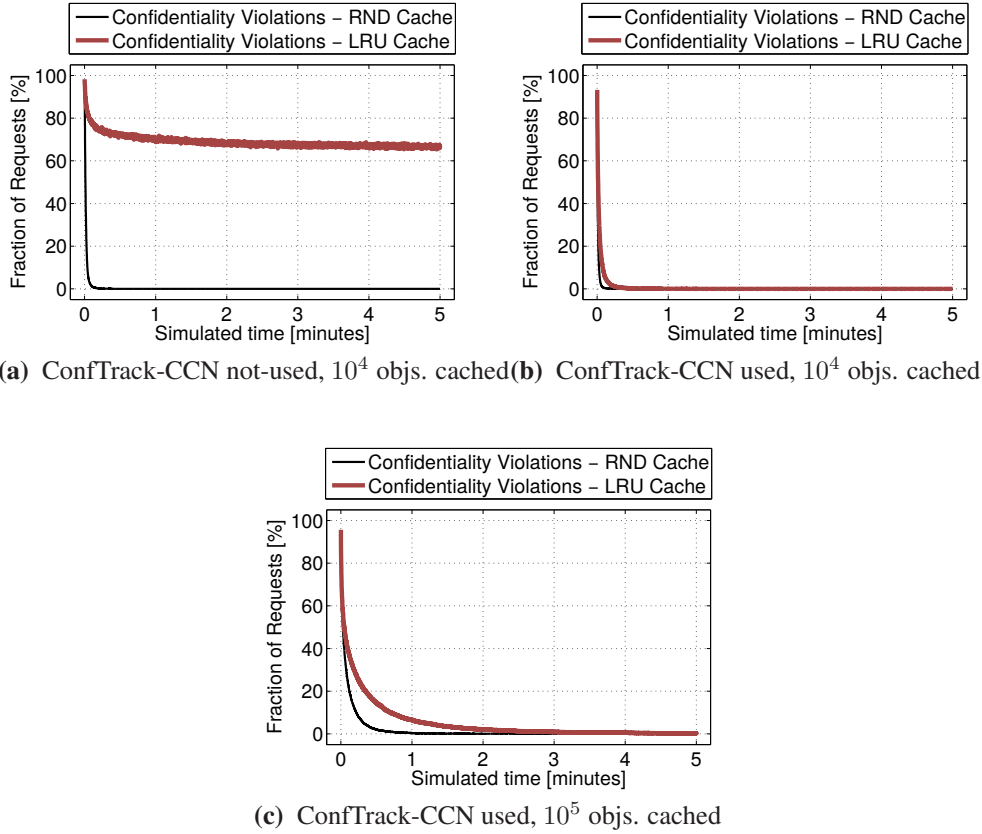 Confidentiality Violations – RND Cache
Confidentiality Violations – LRU Cache
Fraction of Requests [%]
100
80
60
40
20
0
0 1 2 3 4 5
Simulated time [minutes]
Confidentiality Violations – RND Cache
Confidentiality Violations – LRU Cache
Fraction of Requests [%]
100
80
60
40
20
0
0 1 2 3 4 5
Simulated time [minutes]
(a) ConfTrack-CCN not-used, 10⁴ objs. cached
(b) ConfTrack-CCN used, 10⁴ objs. cached
Confidentiality Violations – RND Cache
Confidentiality Violations – LRU Cache
Fraction of Requests [%]
100
80
60
40
20
0
0 1 2 3 4 5
Simulated time [minutes]
(c) ConfTrack-CCN used, 10⁵ objs. cached